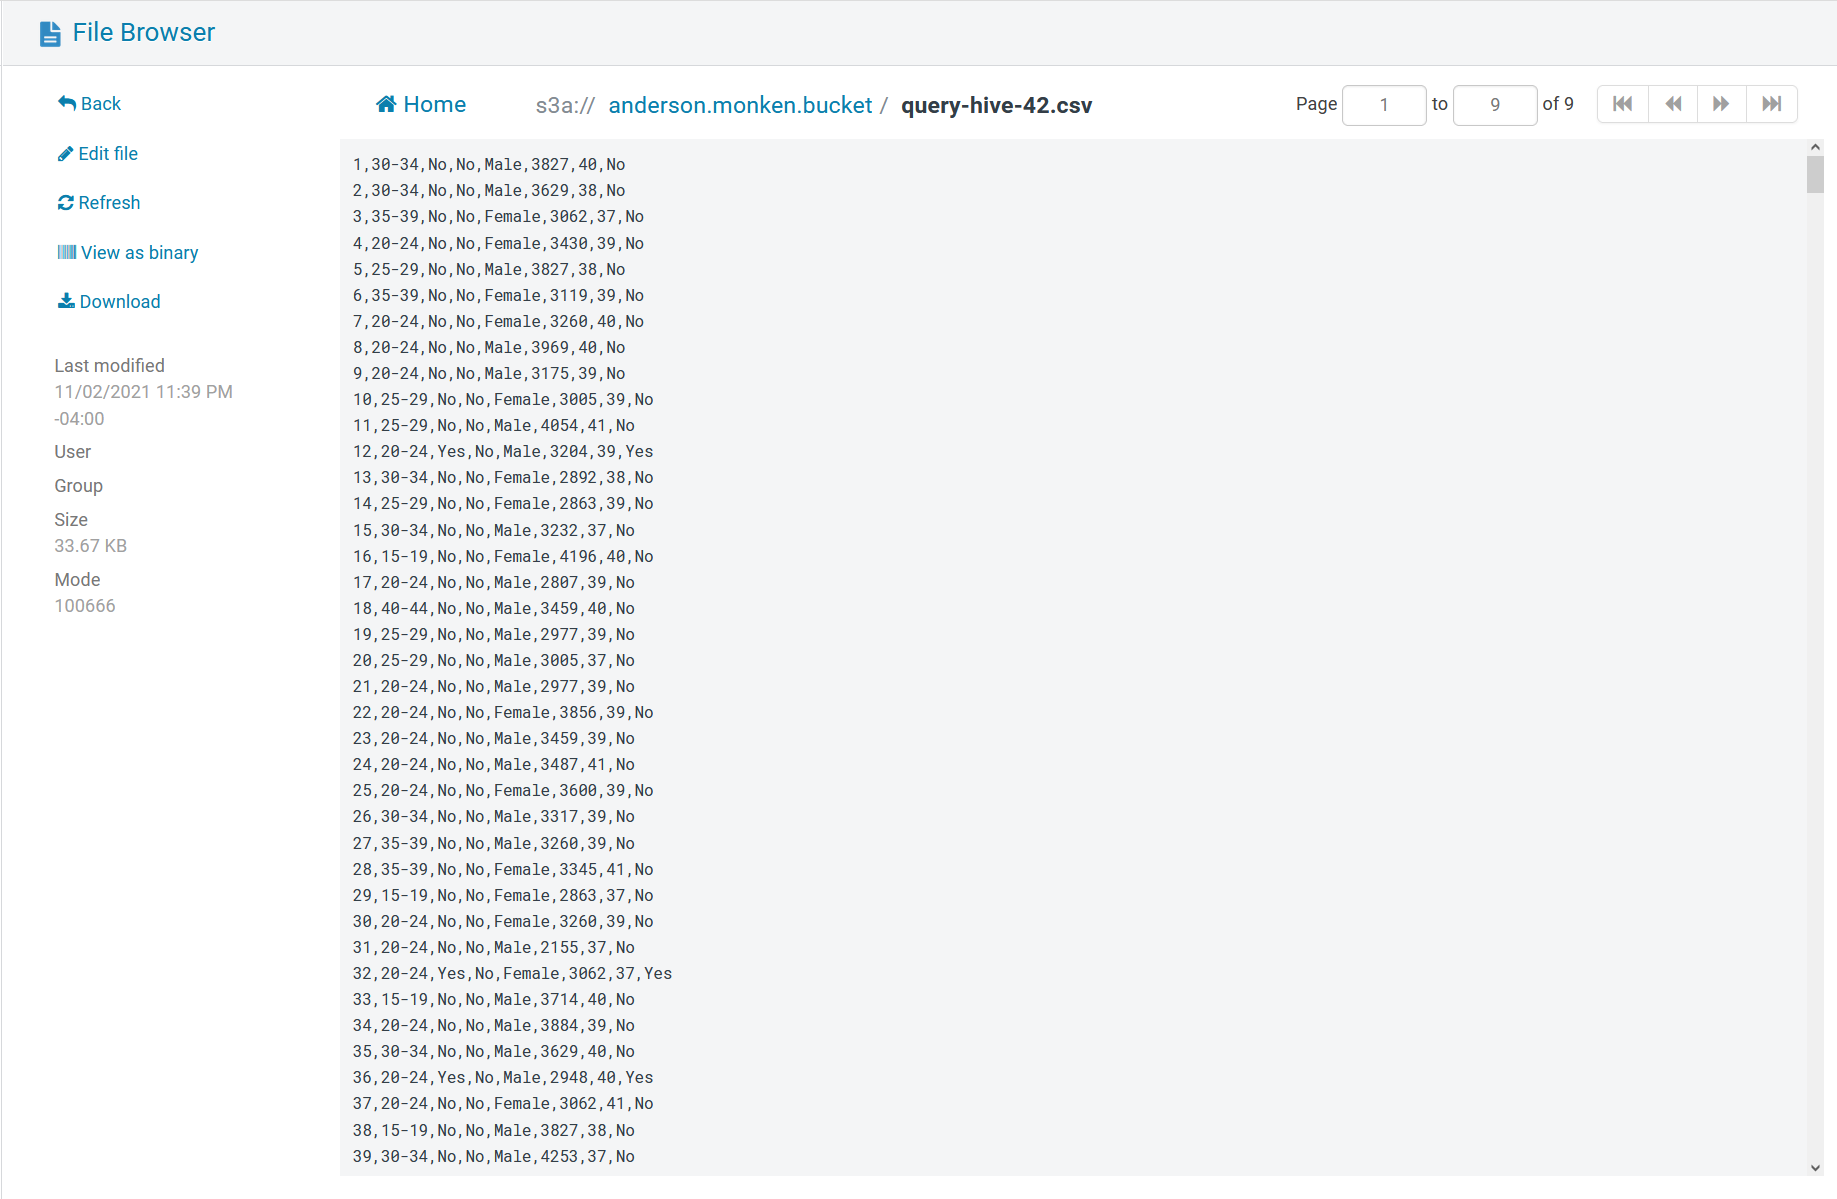 File Browser
Back
Edit file
Refresh
View as binary
Download
Last modified
11/02/2021 11:39 PM
-04:00
User
Group
Size
33.67 KB
Mode
100666
Home s3a:// anderson.monken.bucket / query-hive-42.csv
Page 1 to 9 of 9
1,30-34,No,No,Male,3827,40,No
2,30-34,No,No,Male,3629,38,No
3,35-39,No,No,Female,3062,37,No
4,20-24,No,No,Female,3430,39,No
5,25-29,No,No,Male,3827,38,No
6,35-39,No,No,Female,3119,39,No
7,20-24,No,No,Female,3260,40,No
8,20-24,No,No,Male,3969,40,No
9,20-24,No,No,Male,3175,39,No
10,25-29,No,No,Female,3005,39,No
11,25-29,No,No,Male,4054,41,No
12,20-24,Yes,No,Male,3204,39,Yes
13,30-34,No,No,Female,2892,38,No
14,25-29,No,No,Female,2863,39,No
15,30-34,No,No,Male,3232,37,No
16,15-19,No,No,Female,4196,40,No
17,20-24,No,No,Male,2807,39,No
18,40-44,No,No,Male,3459,40,No
19,25-29,No,No,Male,2977,39,No
20,25-29,No,No,Male,3005,37,No
21,20-24,No,No,Male,2977,39,No
22,20-24,No,No,Female,3856,39,No
23,20-24,No,No,Male,3459,39,No
24,20-24,No,No,Male,3487,41,No
25,20-24,No,No,Female,3600,39,No
26,30-34,No,No,Male,3317,39,No
27,35-39,No,No,Male,3260,39,No
28,35-39,No,No,Female,3345,41,No
29,15-19,No,No,Female,2863,37,No
30,20-24,No,No,Female,3260,39,No
31,20-24,No,No,Male,2155,37,No
32,20-24,Yes,No,Female,3062,37,Yes
33,15-19,No,No,Male,3714,40,No
34,20-24,No,No,Male,3884,39,No
35,30-34,No,No,Male,3629,40,No
36,20-24,Yes,No,Male,2948,40,Yes
37,20-24,No,No,Female,3062,41,No
38,15-19,No,No,Male,3827,38,No
39,30-34,No,No,Male,4253,37,No